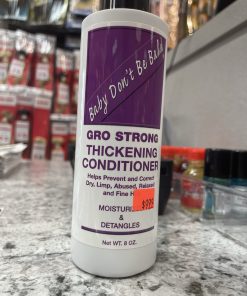 Baby Don't Be Bald
GRO STRONG
THICKENING
CONDITIONER
Helps Prevent and Correct
Dry, Limp, Abused, Relaxed
and Fine
MOISTURI
&
DETANGLES
NET WT. 8 OZ.